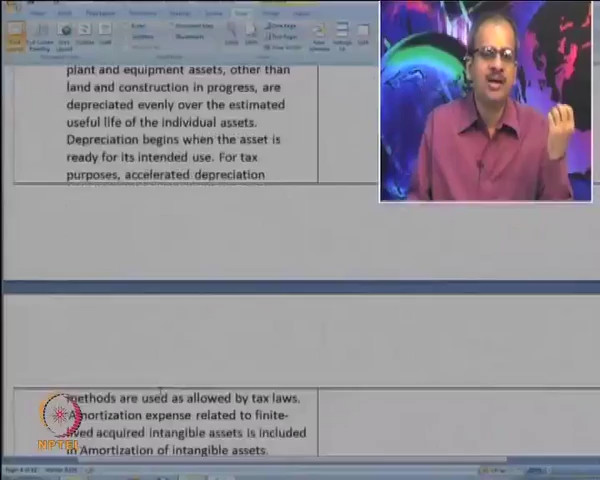 plant and equipment assets, other than
land and construction in progress, are
depreciated evenly over the estimated
useful life of the individual assets.
Depreciation begins when the asset is
ready for its intended use. For tax
purposes, accelerated depreciation
methods are used as allowed by tax laws.
Amortization expense related to finite-
lived acquired intangible assets is included
in Amortization of intangible assets.
NPTEL